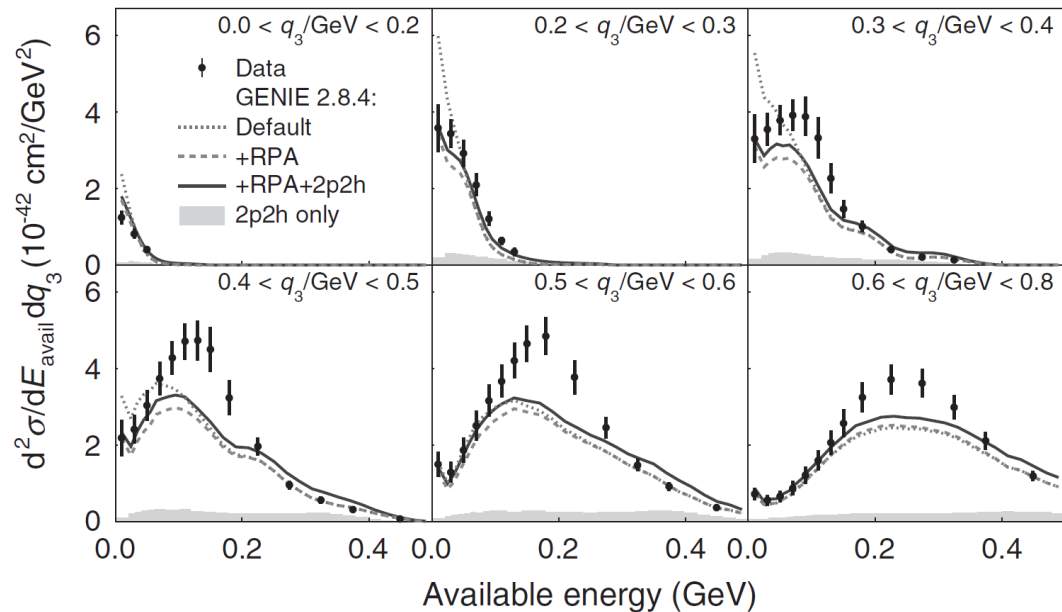 0.0 < q₃/GeV < 0.2
0.2 < q₃/GeV < 0.3
0.3 < q₃/GeV < 0.4
6
4
2
0
Data
GENIE 2.8.4:
Default
+RPA
+RPA+2p2h
2p2h only
0.4 < q₃/GeV < 0.5
0.5 < q₃/GeV < 0.6
0.6 < q₃/GeV < 0.8
6
4
2
0
d²σ/dE_avail dq₃ (10⁻⁴² cm²/GeV²)
0.0 0.2 0.4
0.0 0.2 0.4
0.0 0.2 0.4
Available energy (GeV)